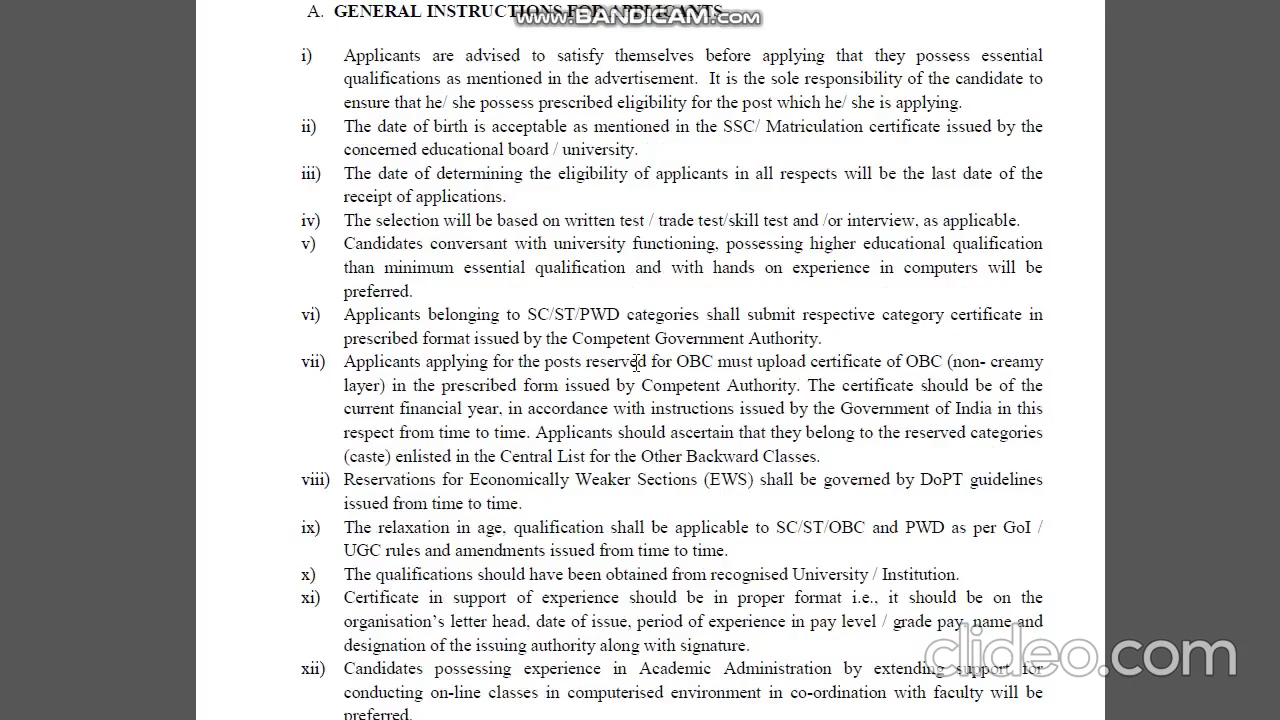 A. GENERAL INSTRUCTIONS FOR APPLICANTS
www.BANDICAM.com
i) Applicants are advised to satisfy themselves before applying that they possess essential
qualifications as mentioned in the advertisement. It is the sole responsibility of the candidate to
ensure that he/ she possess prescribed eligibility for the post which he/ she is applying.
ii) The date of birth is acceptable as mentioned in the SSC/ Matriculation certificate issued by the
concerned educational board / university.
iii) The date of determining the eligibility of applicants in all respects will be the last date of the
receipt of applications.
iv) The selection will be based on written test / trade test/skill test and /or interview, as applicable.
v) Candidates conversant with university functioning, possessing higher educational qualification
than minimum essential qualification and with hands on experience in computers will be
preferred.
vi) Applicants belonging to SC/ST/PWD categories shall submit respective category certificate in
prescribed format issued by the Competent Government Authority.
vii) Applicants applying for the posts reserved for OBC must upload certificate of OBC (non- creamy
layer) in the prescribed form issued by Competent Authority. The certificate should be of the
current financial year, in accordance with instructions issued by the Government of India in this
respect from time to time. Applicants should ascertain that they belong to the reserved categories
(caste) enlisted in the Central List for the Other Backward Classes.
viii) Reservations for Economically Weaker Sections (EWS) shall be governed by DoPT guidelines
issued from time to time.
ix) The relaxation in age, qualification shall be applicable to SC/ST/OBC and PWD as per GoI /
UGC rules and amendments issued from time to time.
x) The qualifications should have been obtained from recognised University / Institution.
xi) Certificate in support of experience should be in proper format i.e., it should be on the
organisation's letter head, date of issue, period of experience in pay level / grade pay, name and
designation of the issuing authority along with signature.
clideo.com
xii) Candidates possessing experience in Academic Administration by extending support for
conducting on-line classes in computerised environment in co-ordination with faculty will be
preferred.